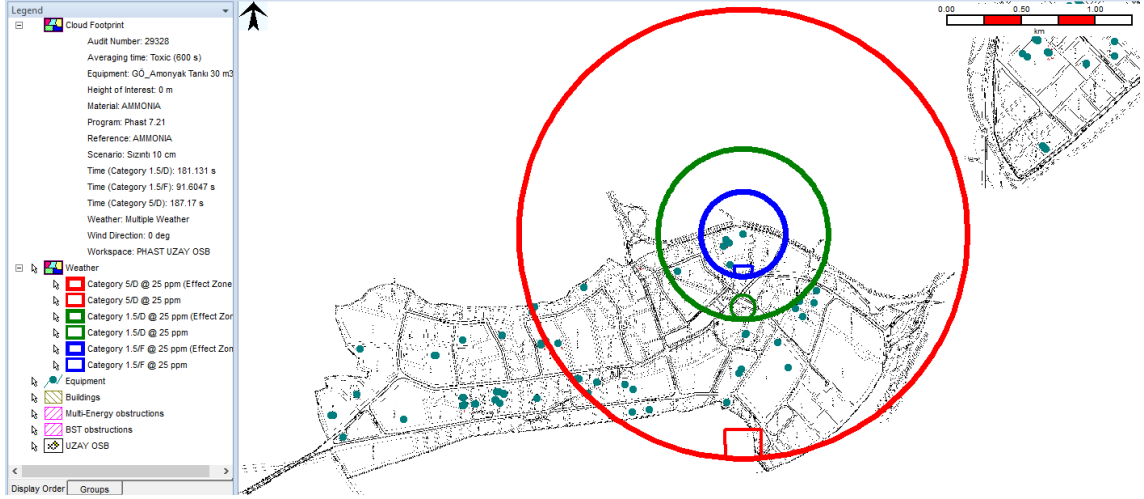 Legend
Cloud Footprint
Audit Number: 29328
Averaging time: Toxic (600 s)
Equipment: GÖ_Amonyak Tankı 30 m3
Height of Interest: 0 m
Material: AMMONIA
Program: Phast 7.21
Reference: AMMONIA
Scenario: Sızıntı 10 cm
Time (Category 1.5/D): 181.131 s
Time (Category 1.5/F): 91.6047 s
Time (Category 5/D): 187.17 s
Weather: Multiple Weather
Wind Direction: 0 deg
Workspace: PHAST UZAY OSB
Weather
Category 5/D @ 25 ppm (Effect Zone
Category 5/D @ 25 ppm
Category 1.5/D @ 25 ppm (Effect Zor
Category 1.5/D @ 25 ppm
Category 1.5/F @ 25 ppm (Effect Zon
Category 1.5/F @ 25 ppm
Equipment
Buildings
Multi-Energy obstructions
BST obstructions
UZAY OSB
Display Order Groups
0.00 0.50 1.00
km